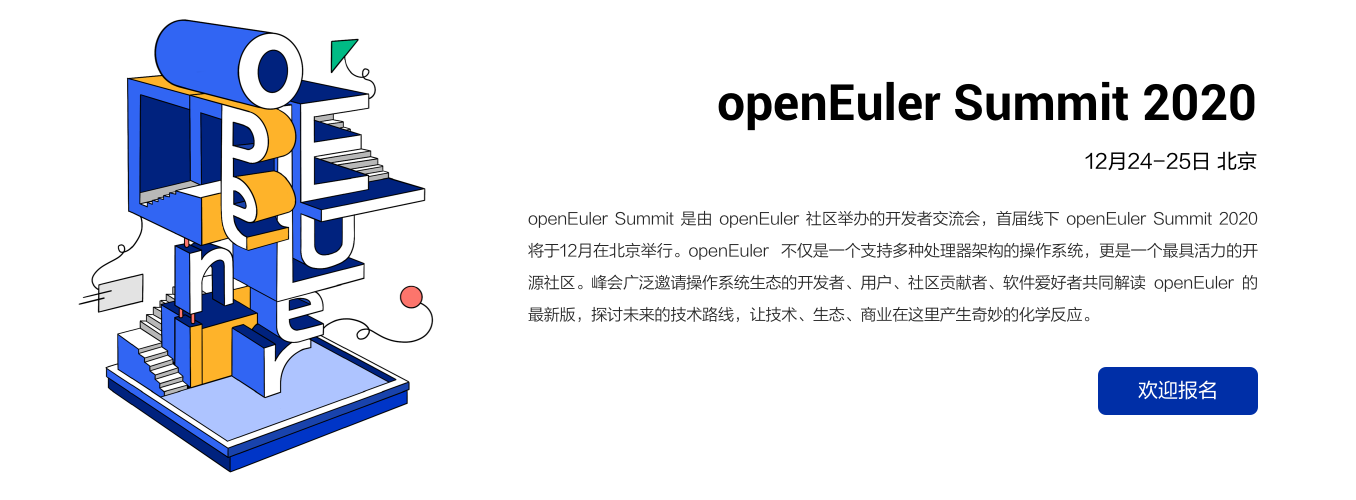 openEuler
openEuler Summit 2020
12月24-25日 北京
openEuler Summit 是由 openEuler 社区举办的开发者交流会，首届线下 openEuler Summit 2020
将于12月在北京举行。openEuler 不仅是一个支持多种处理器架构的操作系统，更是一个最具活力的开
源社区。峰会广泛邀请操作系统生态的开发者、用户、社区贡献者、软件爱好者共同解读 openEuler 的
最新版，探讨未来的技术路线，让技术、生态、商业在这里产生奇妙的化学反应。
欢迎报名